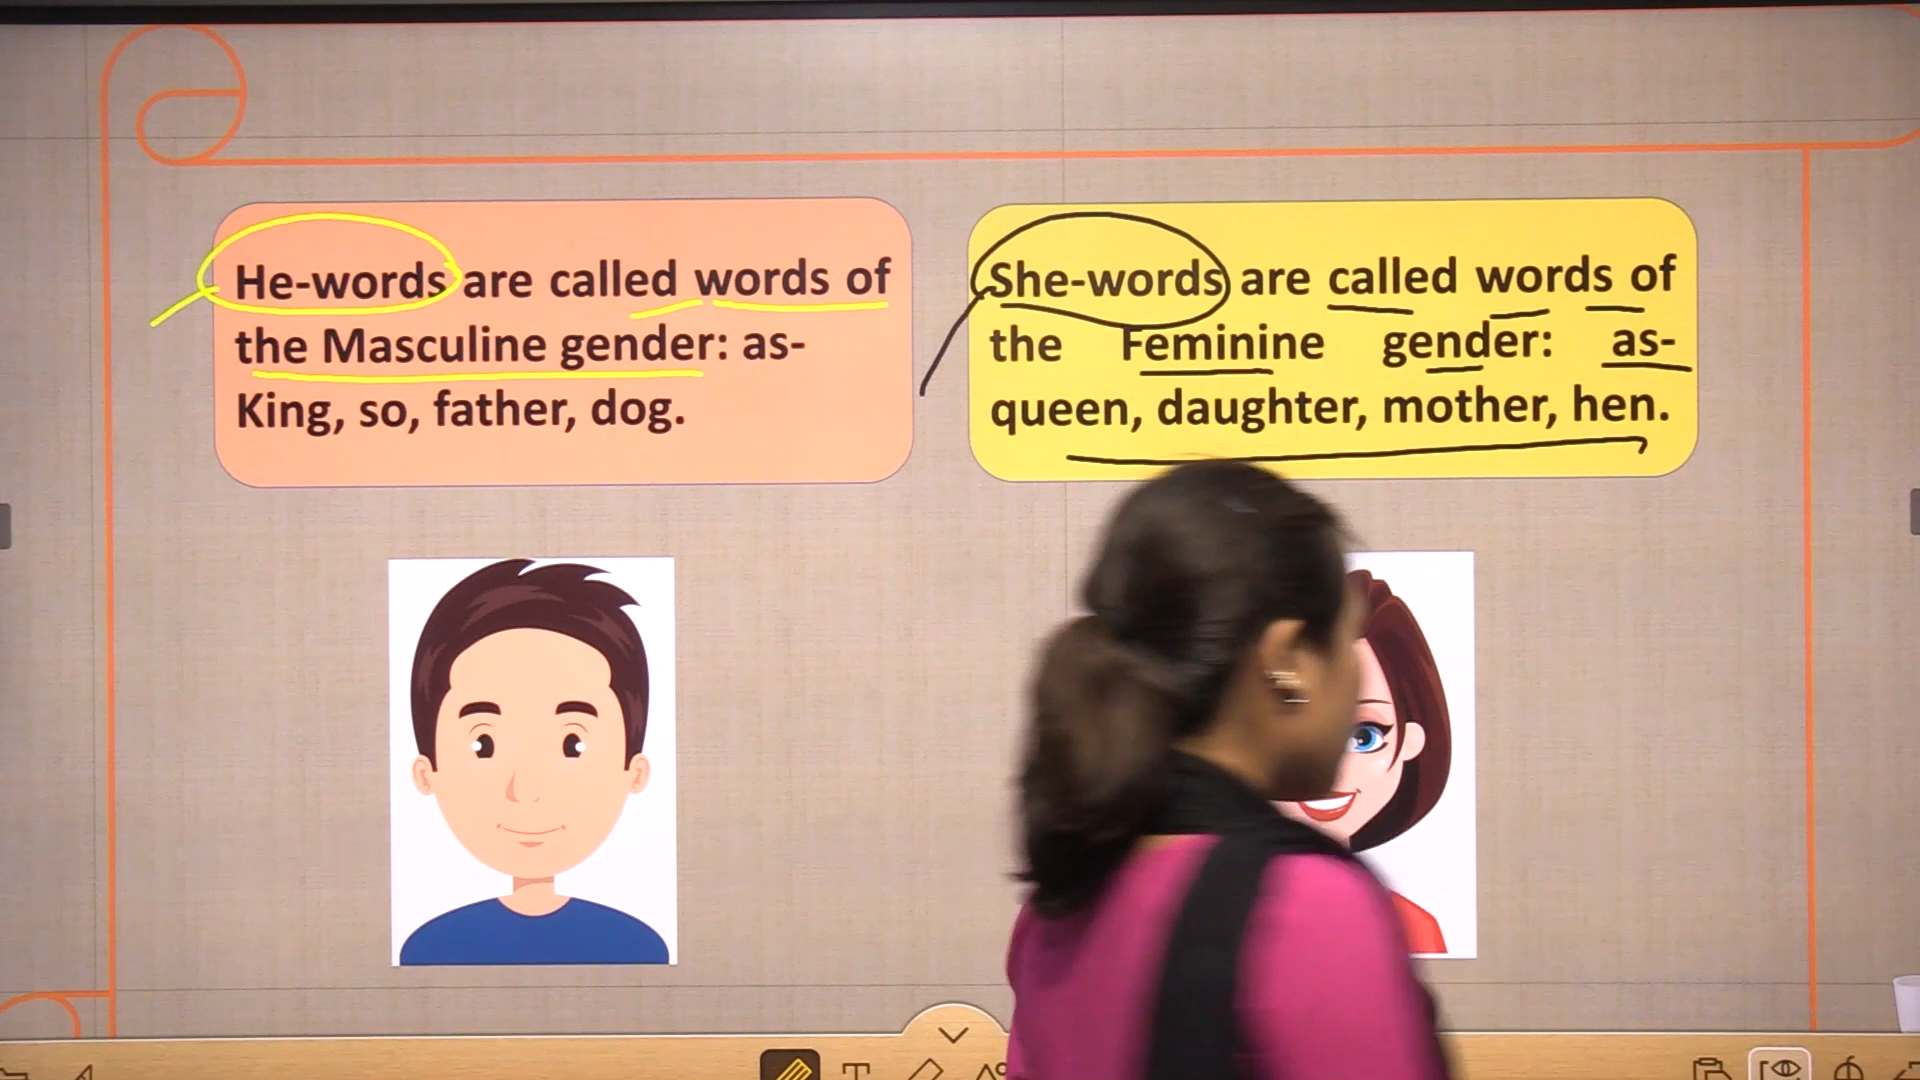 He-words are called words of
the Masculine gender: as-
King, so, father, dog.
She-words are called words of
the Feminine gender: as-
queen, daughter, mother, hen.